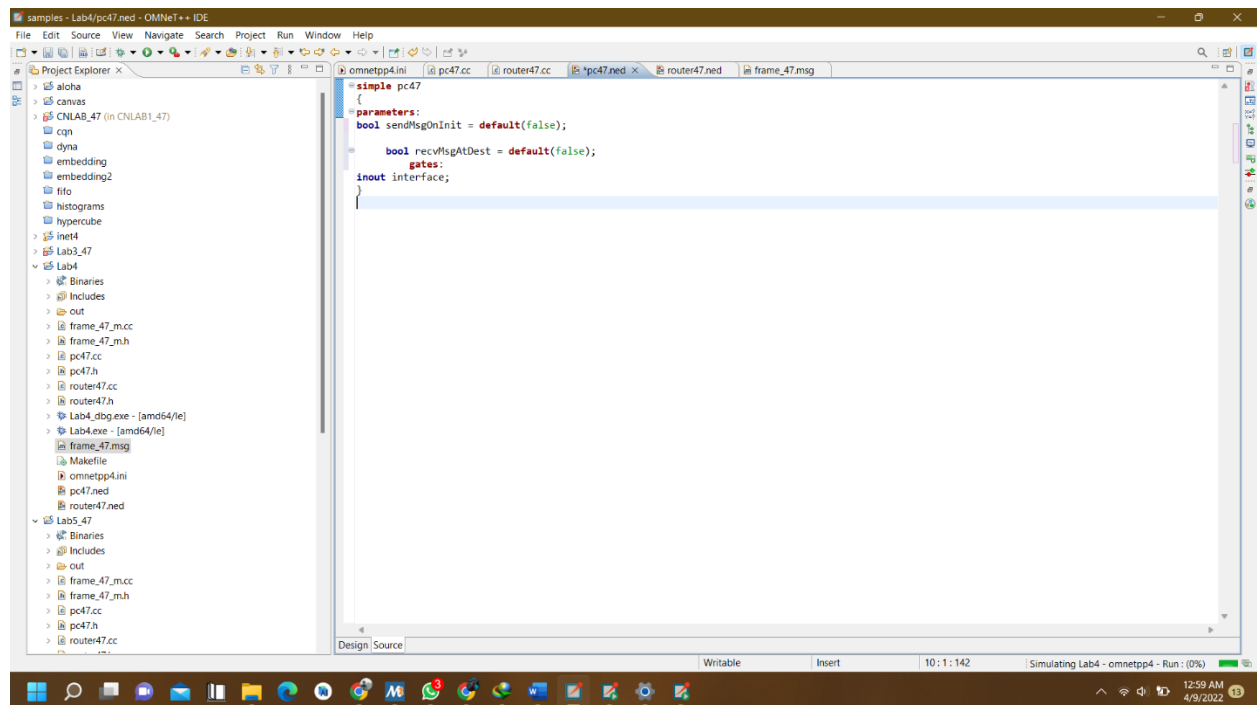 samples - Lab4/pc47.ned - OMNeT++ IDE
File Edit Source View Navigate Search Project Run Window Help
Project Explorer
omnetpp4.ini pc47.cc router47.cc *pc47.ned router47.ned frame_47.msg
aloha
canvas
CNLAB_47 (in CNLAB1_47)
cqn
dyna
embedding
embedding2
fifo
histograms
hypercube
inet4
Lab3_47
Lab4
Binaries
Includes
out
frame_47_m.cc
frame_47_m.h
pc47.cc
pc47.h
router47.cc
router47.h
Lab4_dbg.exe - [amd64/le]
Lab4.exe - [amd64/le]
frame_47.msg
Makefile
omnetpp4.ini
pc47.ned
router47.ned
Lab5_47
Binaries
Includes
out
frame_47_m.cc
frame_47_m.h
pc47.cc
pc47.h
router47.cc
simple pc47
{
parameters:
bool sendMsgOnInit = default(false);
bool recvMsgAtDest = default(false);
gates:
inout interface;
}
Design Source
Writable Insert 10 : 1 : 142 Simulating Lab4 - omnetpp4 - Run : (0%)
3
12:59 AM
4/9/2022
13